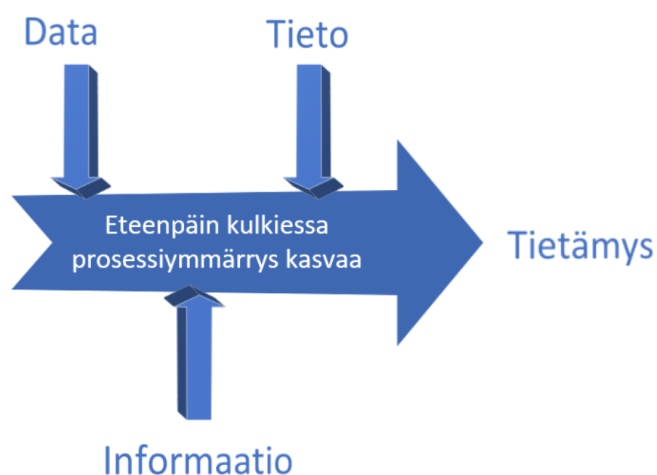 Data
Tieto
Eteenpäin kulkiessa
prosessiymmärrys kasvaa
Tietämys
Informaatio